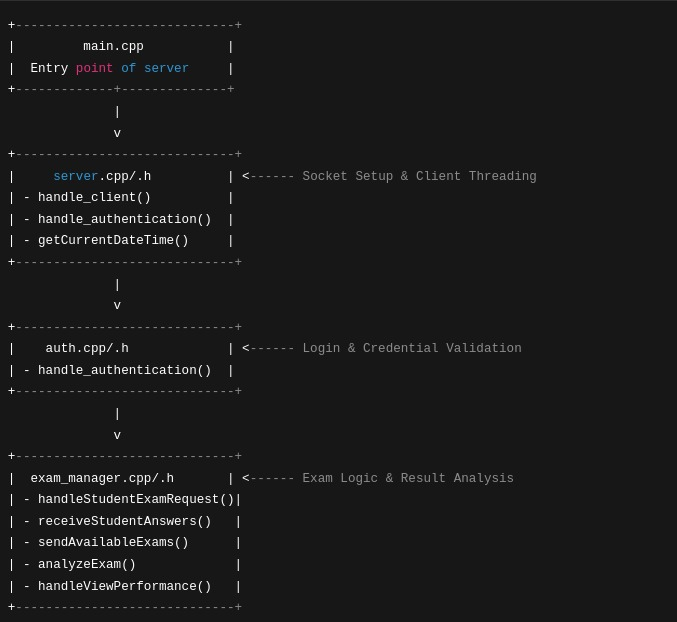 +-----------------------------+
|         main.cpp           |
|  Entry point of server     |
+-------------+--------------+
              |
              v
+-----------------------------+
|     server.cpp/.h          | <------ Socket Setup & Client Threading
| - handle_client()          |
| - handle_authentication()  |
| - getCurrentDateTime()     |
+-----------------------------+
              |
              v
+-----------------------------+
|    auth.cpp/.h             | <------ Login & Credential Validation
| - handle_authentication()  |
+-----------------------------+
              |
              v
+-----------------------------+
|  exam_manager.cpp/.h       | <------ Exam Logic & Result Analysis
| - handleStudentExamRequest()|
| - receiveStudentAnswers()   |
| - sendAvailableExams()      |
| - analyzeExam()             |
| - handleViewPerformance()   |
+-----------------------------+